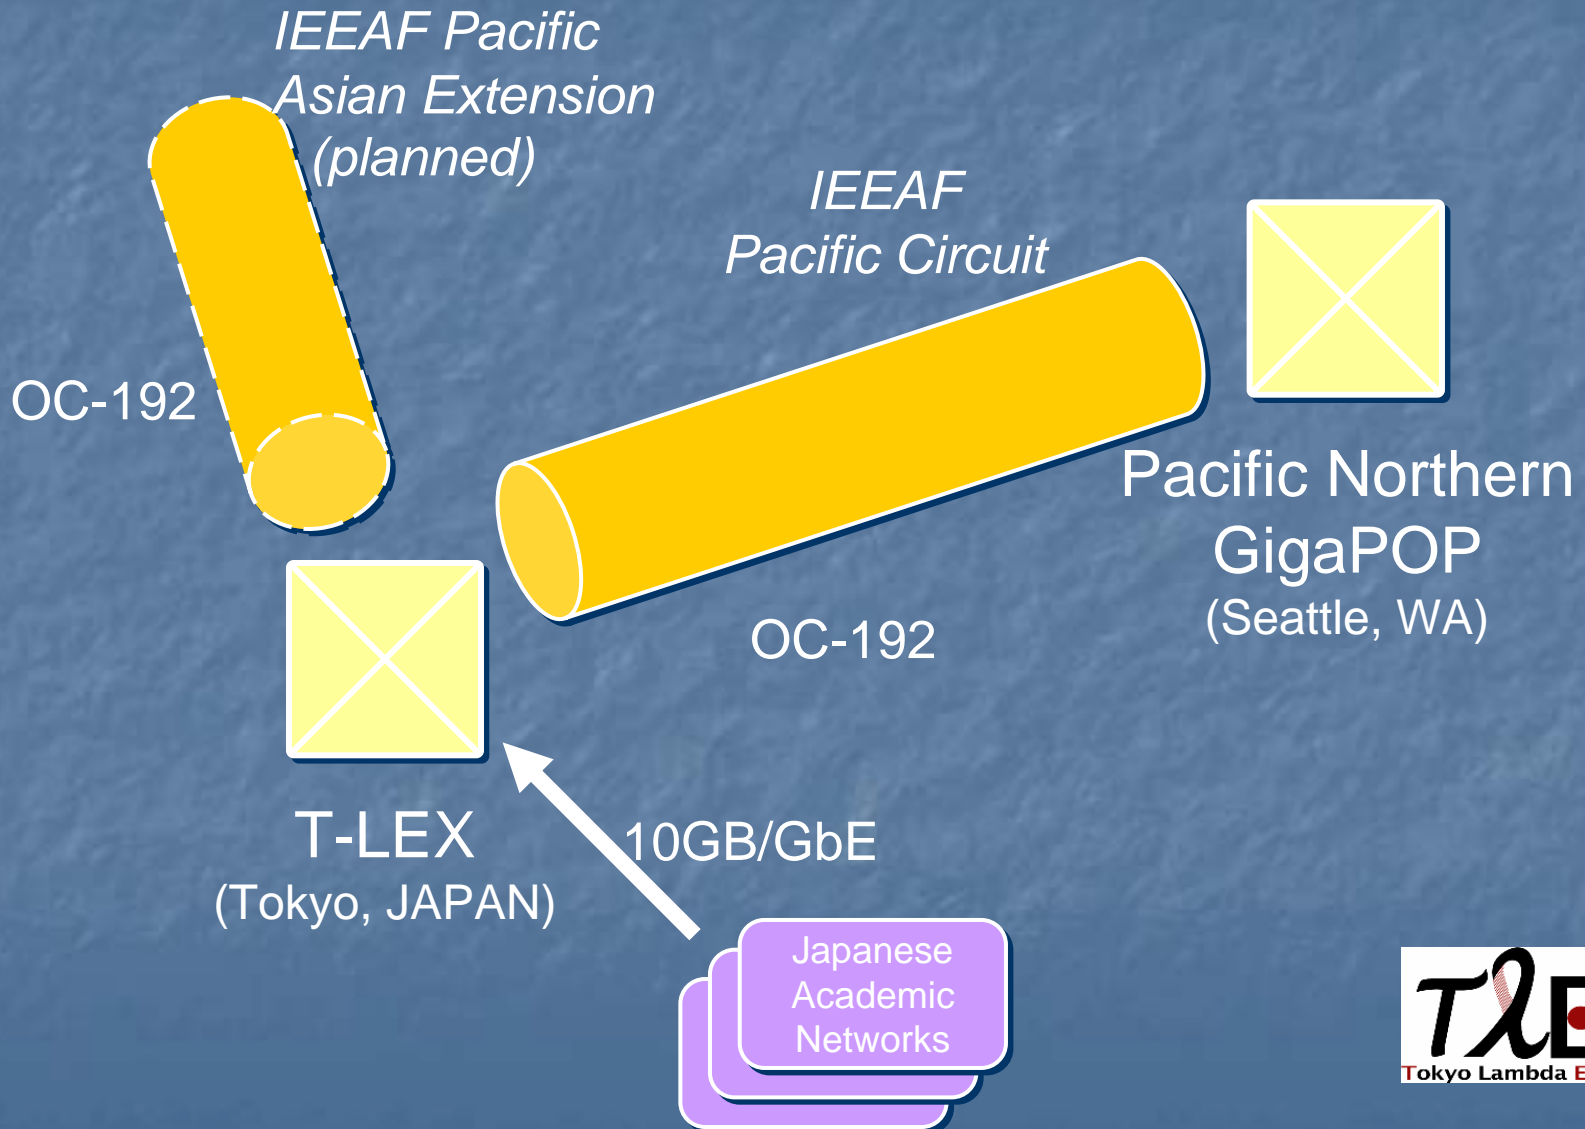 IEEAF Pacific
Asian Extension
(planned)
IEEAF
Pacific Circuit
OC-192
Pacific Northern
GigaPOP
(Seattle, WA)
OC-192
T-LEX
(Tokyo, JAPAN)
10GB/GbE
Japanese
Academic
Networks
Tokyo Lambda